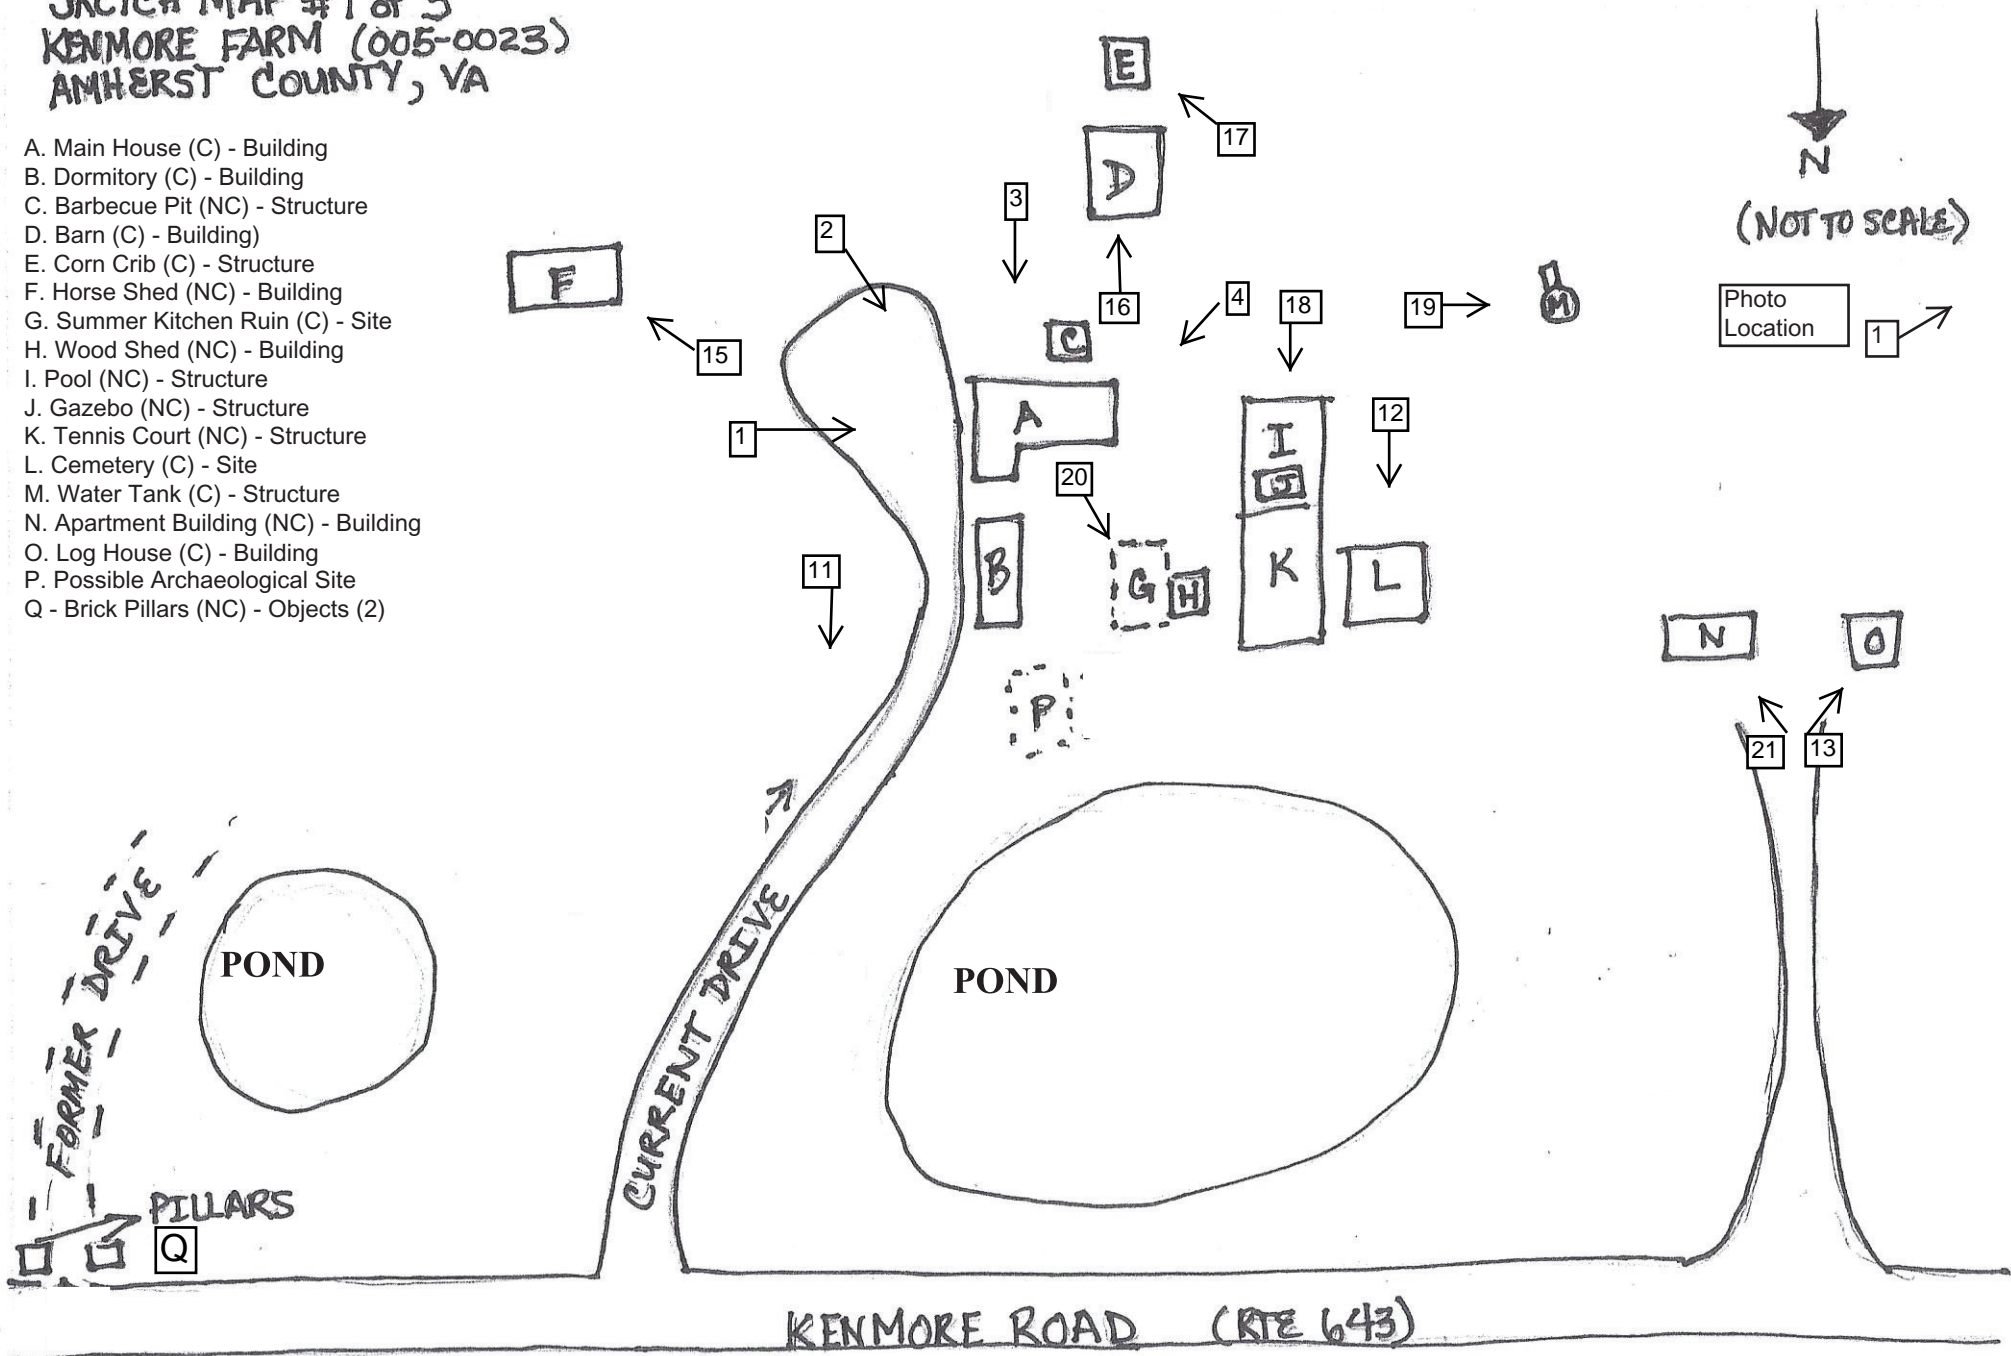 SKETCH MAP #1 OF 3
KENMORE FARM (005-0023)
AMHERST COUNTY, VA
A. Main House (C) - Building
B. Dormitory (C) - Building
C. Barbecue Pit (NC) - Structure
D. Barn (C) - Building)
E. Corn Crib (C) - Structure
F. Horse Shed (NC) - Building
G. Summer Kitchen Ruin (C) - Site
H. Wood Shed (NC) - Building
I. Pool (NC) - Structure
J. Gazebo (NC) - Structure
K. Tennis Court (NC) - Structure
L. Cemetery (C) - Site
M. Water Tank (C) - Structure
N. Apartment Building (NC) - Building
O. Log House (C) - Building
P. Possible Archaeological Site
Q - Brick Pillars (NC) - Objects (2)
E
17
D
N
(NOT TO SCALE)
3
2
F
16
4
18
19
M
Photo
Location
1
15
C
A
1
I
12
20
J
11
B
G
H
K
L
N
O
P
21
13
FORMER DRIVE
POND
CURRENT DRIVE
POND
PILLARS
Q
KENMORE ROAD (RTE 643)